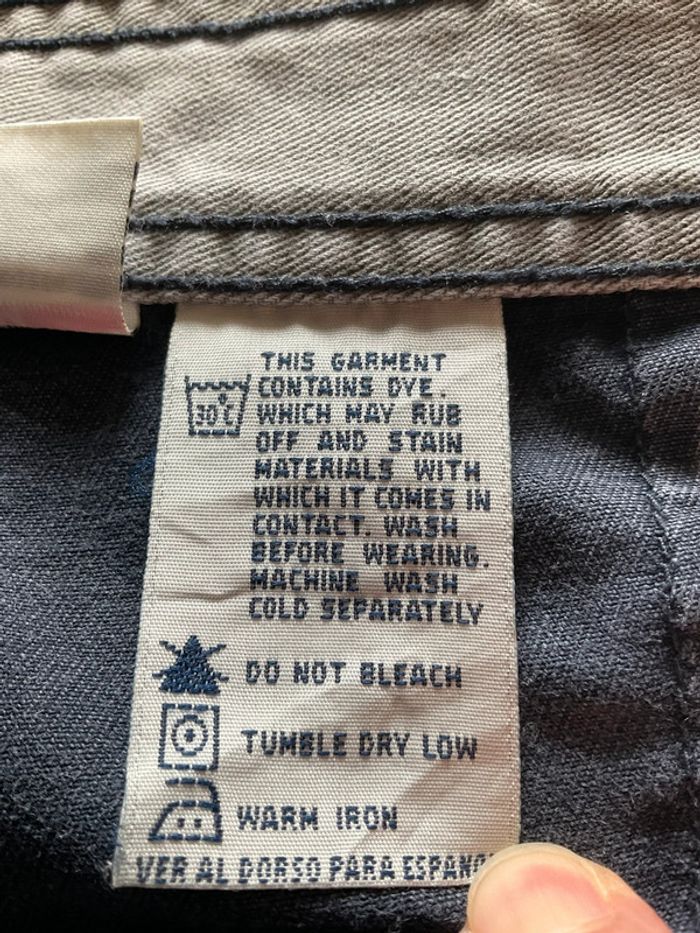 THIS GARMENT
CONTAINS DYE.
30°C WHICH MAY RUB
OFF AND STAIN
MATERIALS WITH
WHICH IT COMES IN
CONTACT. WASH
BEFORE WEARING.
MACHINE WASH
COLD SEPARATELY
DO NOT BLEACH
TUMBLE DRY LOW
WARM IRON
VER AL DORSO PARA